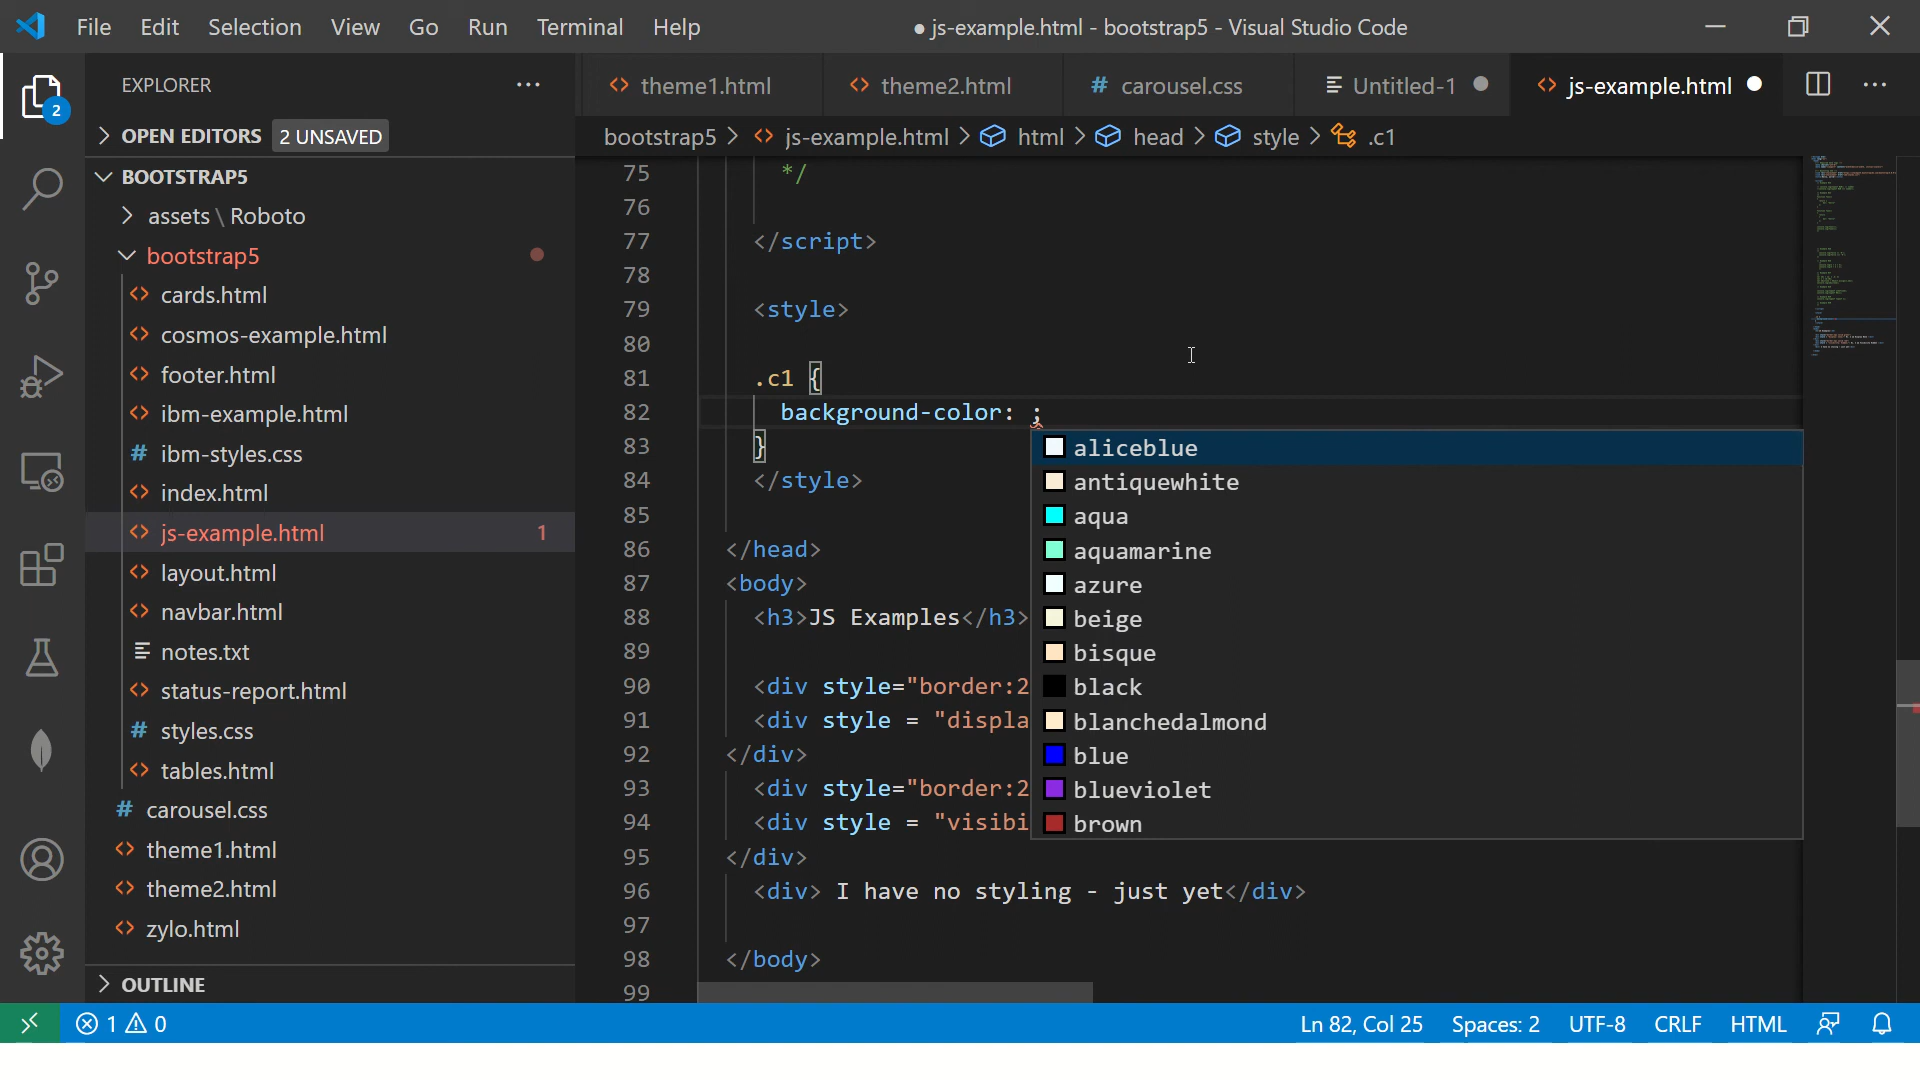 File Edit Selection View Go Run Terminal Help
● js-example.html - bootstrap5 - Visual Studio Code
EXPLORER
theme1.html
theme2.html
# carousel.css
Untitled-1
js-example.html
2
OPEN EDITORS 2 UNSAVED
bootstrap5 > js-example.html > html > head > style > .c1
BOOTSTRAP5
assets \ Roboto
bootstrap5
cards.html
cosmos-example.html
footer.html
ibm-example.html
# ibm-styles.css
index.html
js-example.html 1
layout.html
navbar.html
notes.txt
status-report.html
# styles.css
tables.html
# carousel.css
theme1.html
theme2.html
zylo.html
OUTLINE
75 */
76
77 </script>
78
79 <style>
80
81 .c1 {
82 background-color: ;
83 }
84 </style>
85
86 </head>
87 <body>
88 <h3>JS Examples</h3>
89
90 <div style="border:2
91 <div style = "displa
92 </div>
93 <div style="border:2
94 <div style = "visibi
95 </div>
96 <div> I have no styling - just yet</div>
97
98 </body>
99
aliceblue
antiquewhite
aqua
aquamarine
azure
beige
bisque
black
blanchedalmond
blue
blueviolet
brown
1 0
Ln 82, Col 25 Spaces: 2 UTF-8 CRLF HTML